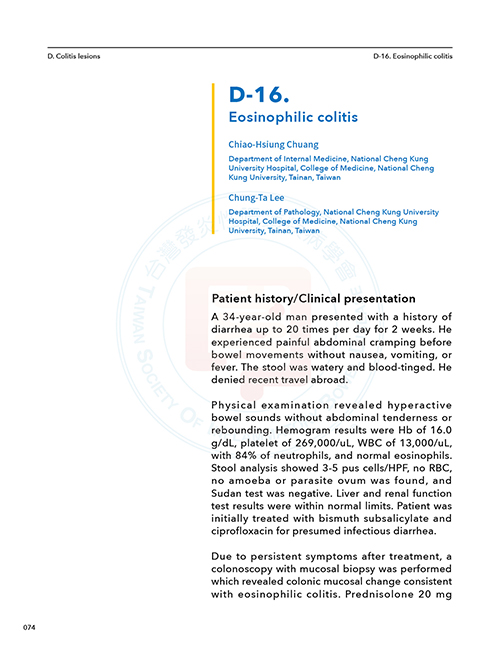 D. Colitis lesions
D-16. Eosinophilic colitis
D-16.
Eosinophilic colitis
Chiao-Hsiung Chuang
Department of Internal Medicine, National Cheng Kung
University Hospital, College of Medicine, National Cheng
Kung University, Tainan, Taiwan
Chung-Ta Lee
Department of Pathology, National Cheng Kung University
Hospital, College of Medicine, National Cheng Kung
University, Tainan, Taiwan
Patient history/Clinical presentation
A 34-year-old man presented with a history of
diarrhea up to 20 times per day for 2 weeks. He
experienced painful abdominal cramping before
bowel movements without nausea, vomiting, or
fever. The stool was watery and blood-tinged. He
denied recent travel abroad.
Physical examination revealed hyperactive
bowel sounds without abdominal tenderness or
rebounding. Hemogram results were Hb of 16.0
g/dL, platelet of 269,000/uL, WBC of 13,000/uL,
with 84% of neutrophils, and normal eosinophils.
Stool analysis showed 3-5 pus cells/HPF, no RBC,
no amoeba or parasite ovum was found, and
Sudan test was negative. Liver and renal function
test results were within normal limits. Patient was
initially treated with bismuth subsalicylate and
ciprofloxacin for presumed infectious diarrhea.
Due to persistent symptoms after treatment, a
colonoscopy with mucosal biopsy was performed
which revealed colonic mucosal change consistent
with eosinophilic colitis. Prednisolone 20 mg
074
台灣發炎
學會
TAIWAN SOCIETY OF